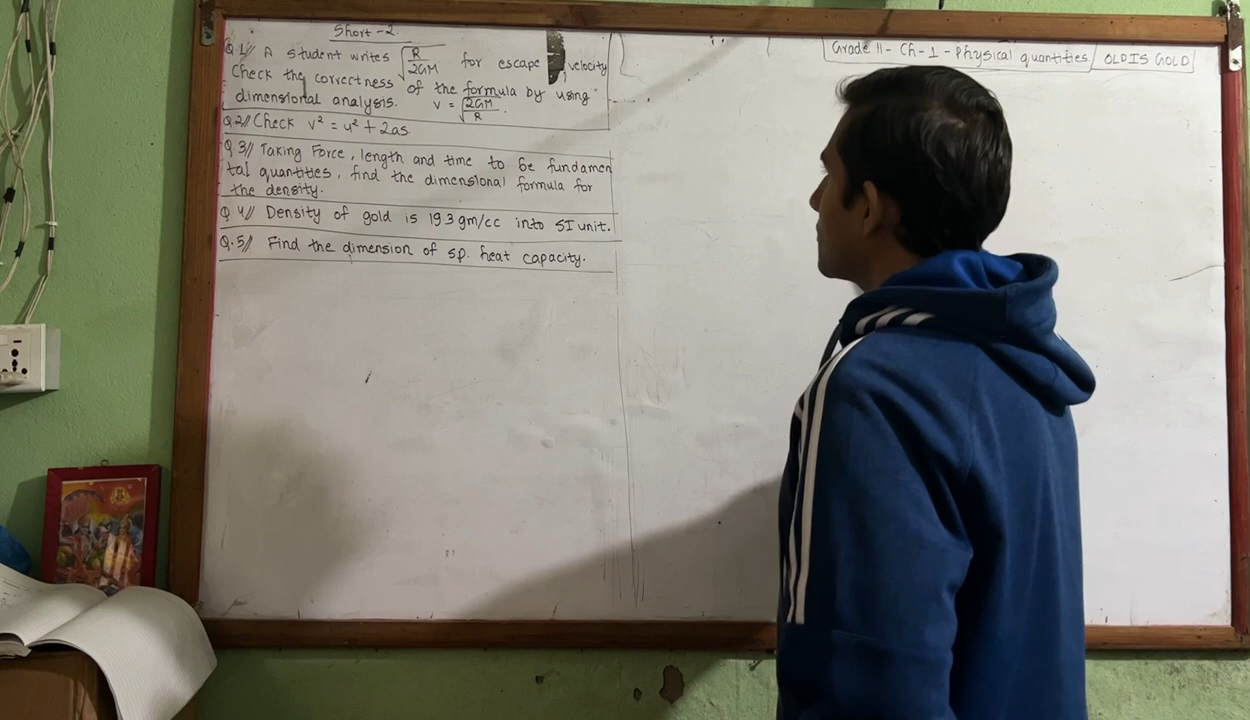 Short-2.
Q.1// A student writes √(R/2GM) for escape velocity
Check the correctness of the formula by using
dimensional analysis. v = √(2GM/R).
Q.2// Check v² = u² + 2as
Q.3// Taking Force, length and time to be fundamen
tal quantities, find the dimensional formula for
the density.
Q.4// Density of gold is 19.3 gm/cc into SI unit.
Q.5// Find the dimension of sp. heat capacity.
Grade 11 - Ch-1 - Physical quantities. OLD IS GOLD